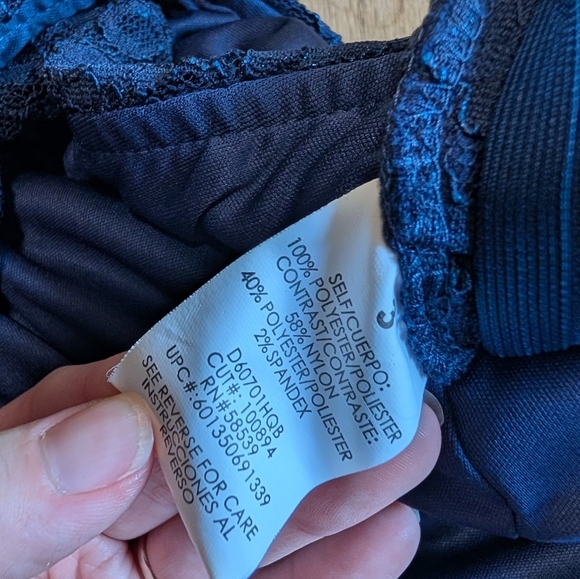 3
SELF/CUERPO:
100% POLYESTER/POLIESTER
CONTRAST/CONTRASTE:
58% NYLON
40% POLYESTER/POLIESTER
2% SPANDEX
D60701HQB
CUT#: 100894
RN#58539
UPC#: 601350691339
SEE REVERSE FOR CARE
INSTRUCCIONES AL
REVERSO